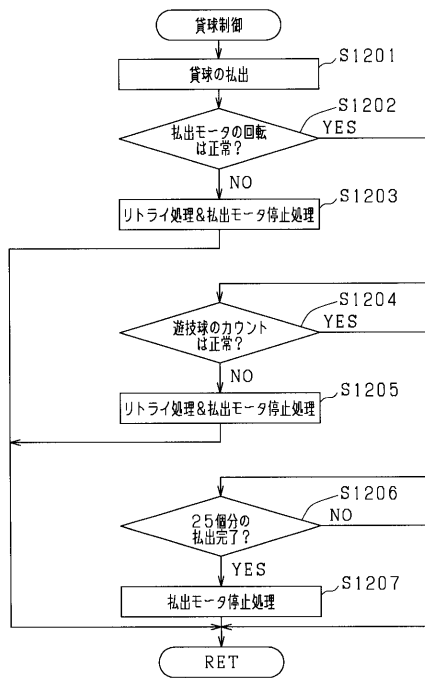 貸球制御
S1201
貸球の払出
S1202
払出モータの回転
は正常?
YES
NO
S1203
リトライ処理&払出モータ停止処理
S1204
遊技球のカウント
は正常?
YES
NO
S1205
リトライ処理&払出モータ停止処理
S1206
25個分の
払出完了?
NO
YES
S1207
払出モータ停止処理
RET